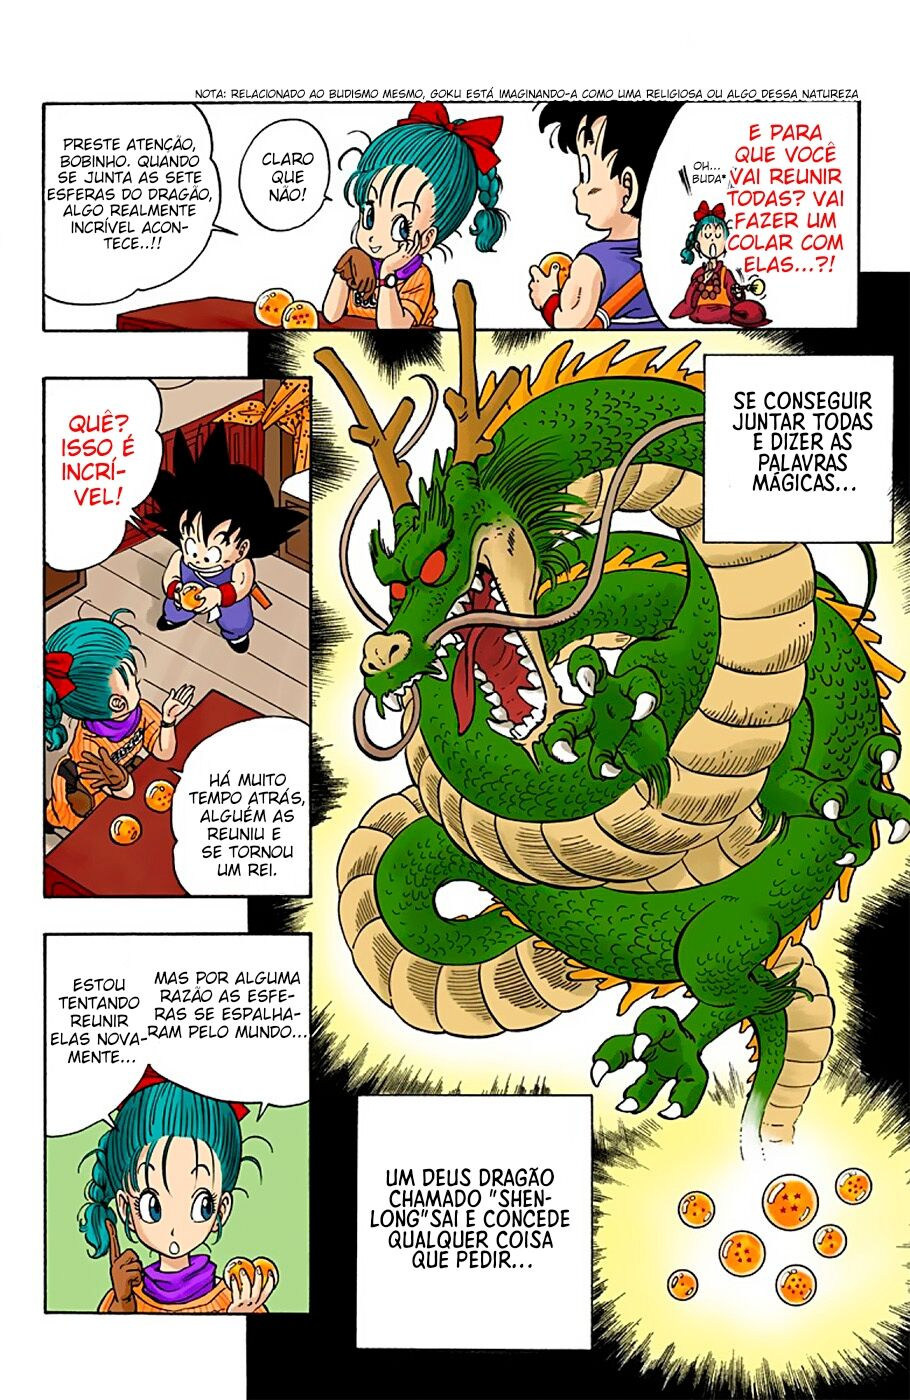 NOTA: RELACIONADO AO BUDISMO MESMO, GOKU ESTÁ IMAGINANDO-A COMO UMA RELIGIOSA OU ALGO DESSA NATUREZA
E PARA
QUE VOCÊ
VAI REUNIR
TODAS? VAI
FAZER UM
COLAR COM
ELAS...?!
OH...
BUDA*
CLARO
QUE
NÃO!
PRESTE ATENÇÃO,
BOBINHO. QUANDO
SE JUNTA AS SETE
ESFERAS DO DRAGÃO,
ALGO REALMENTE
INCRÍVEL ACON-
TECE..!!
SE CONSEGUIR
JUNTAR TODAS
E DIZER AS
PALAVRAS
MÁGICAS...
UM DEUS DRAGÃO
CHAMADO "SHEN-
LONG"SAI E CONCEDE
QUALQUER COISA
QUE PEDIR...
QUÊ?
ISSO É
INCRÍ-
VEL!
HÁ MUITO
TEMPO ATRÁS,
ALGUÉM AS
REUNIU E
SE TORNOU
UM REI.
MAS POR ALGUMA
RAZÃO AS ESFE-
RAS SE ESPALHA-
RAM PELO MUNDO...
ESTOU
TENTANDO
REUNIR
ELAS NOVA-
MENTE...